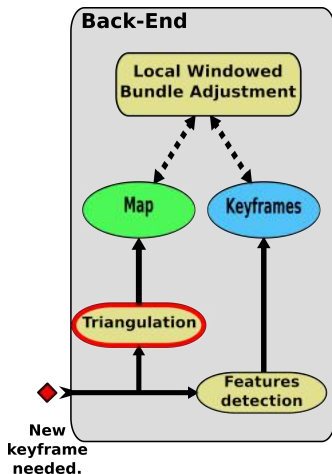 Back-End
Local Windowed
Bundle Adjustment
Map
Keyframes
Triangulation
Features
detection
New
keyframe
needed.